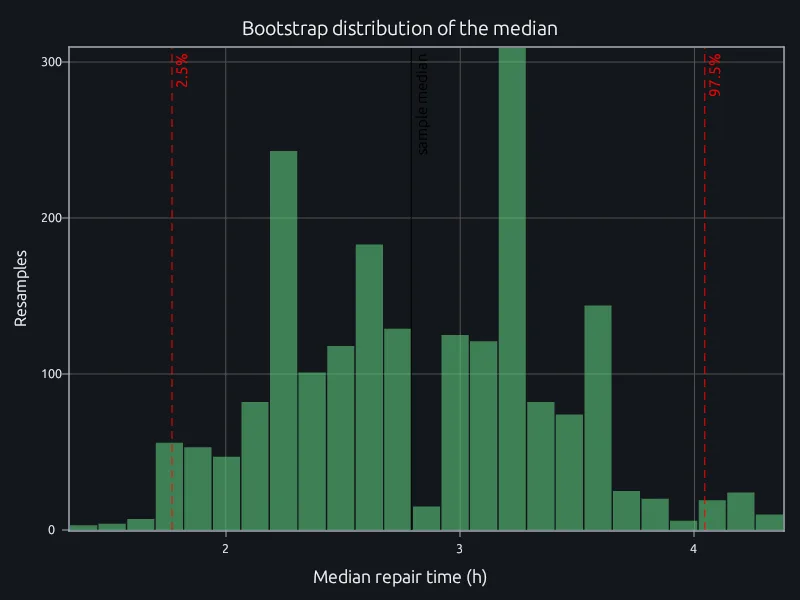 Bootstrap distribution of the median
300
200
100
0
Resamples
2.5%
sample median
97.5%
2
3
4
Median repair time (h)